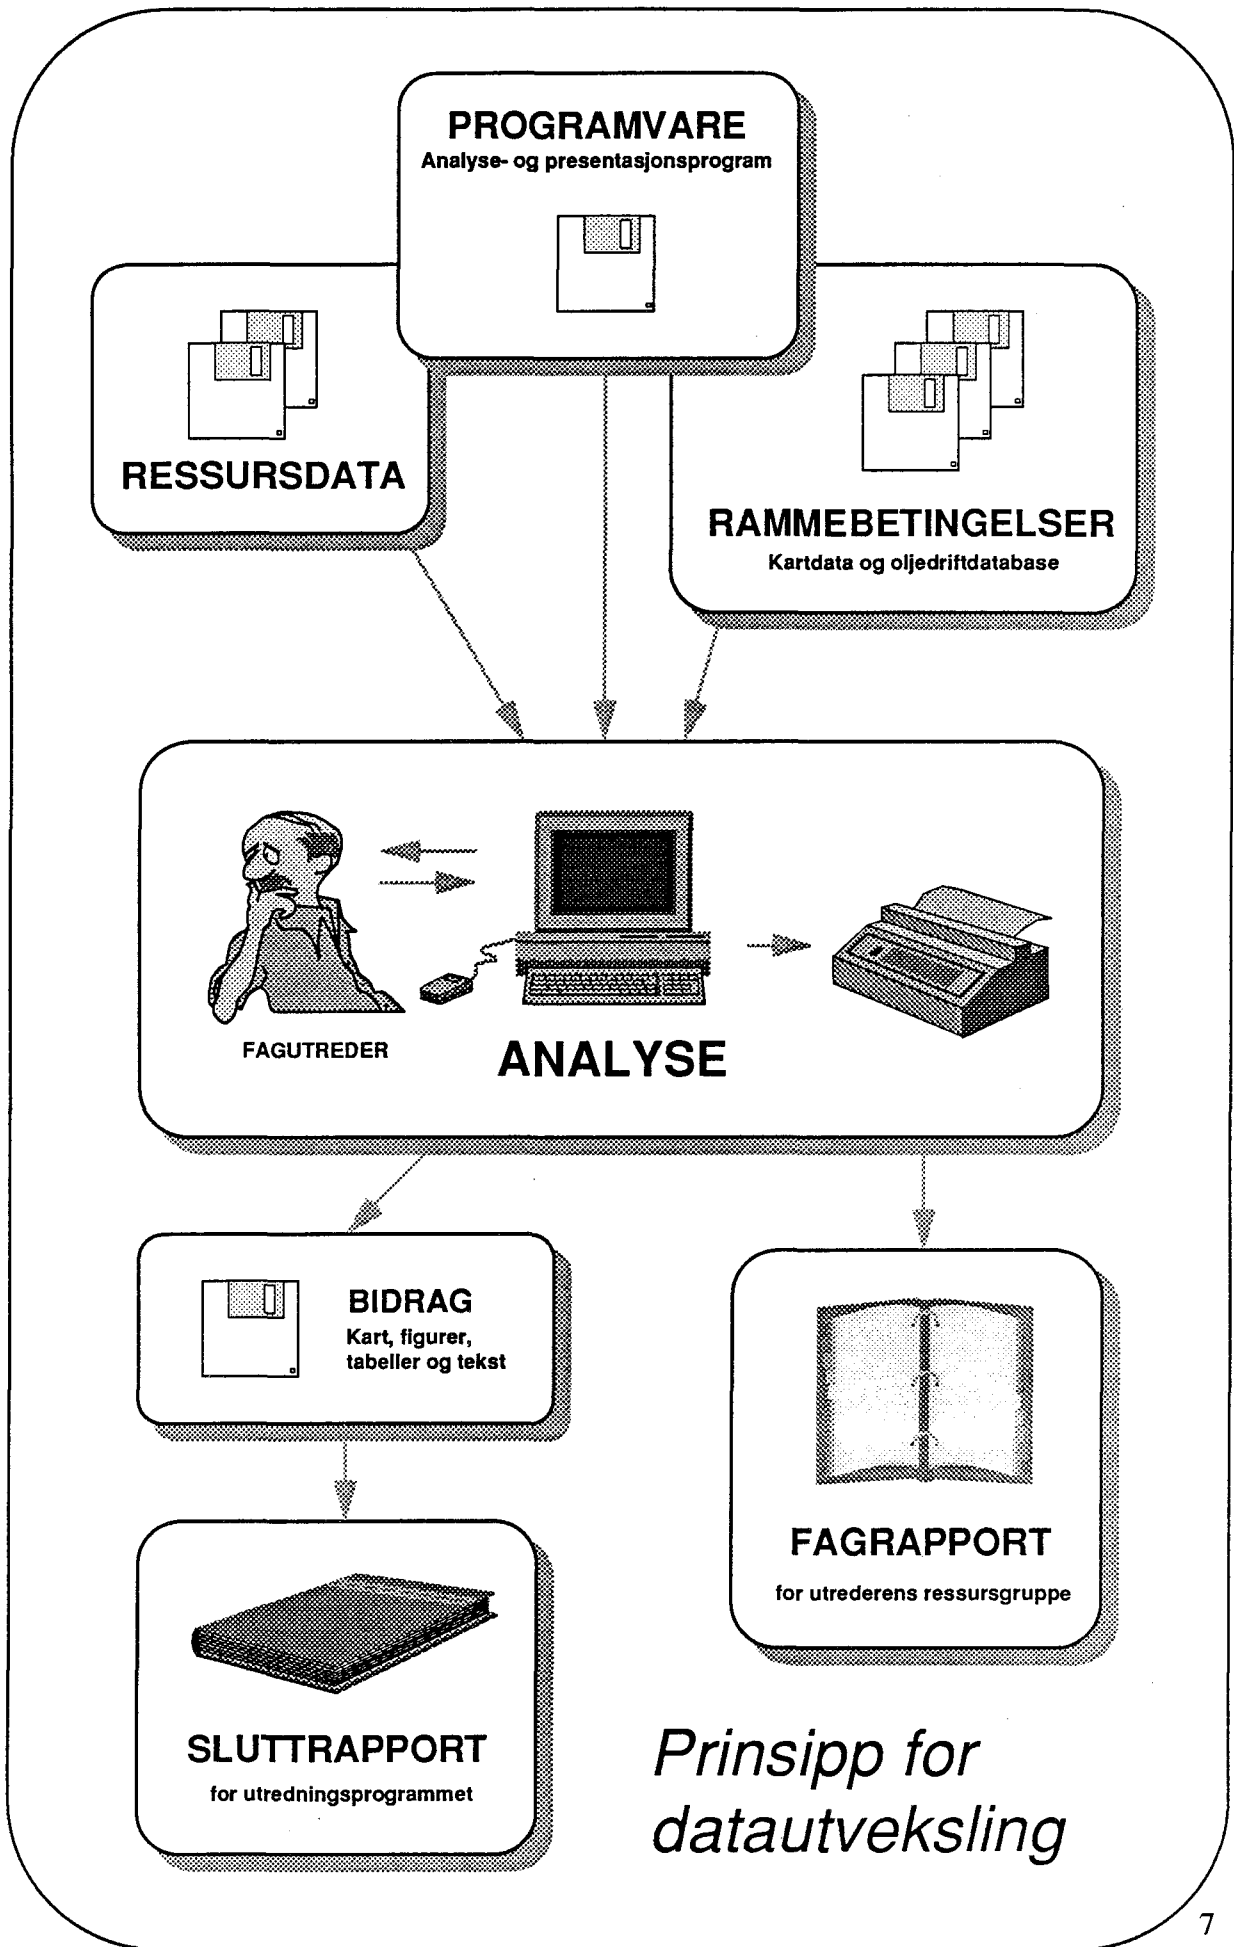 PROGRAMVARE
Analyse- og presentasjonsprogram
RESSURSDATA
RAMMEBETINGELSER
Kartdata og oljedriftdatabase
FAGUTREDER
ANALYSE
BIDRAG
Kart, figurer,
tabeller og tekst
FAGRAPPORT
for utrederens ressursgruppe
SLUTTRAPPORT
for utredningsprogrammet
Prinsipp for
datautveksling
7